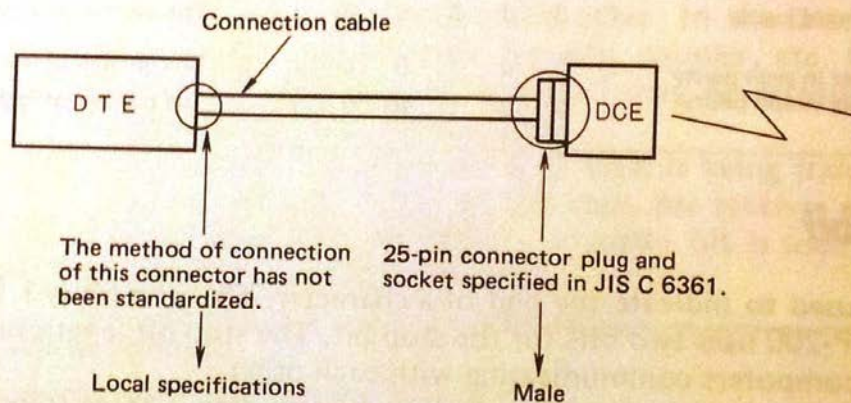 Connection cable
DTE
DCE
The method of connection
of this connector has not
been standardized.
25-pin connector plug and
socket specified in JIS C 6361.
Local specifications
Male